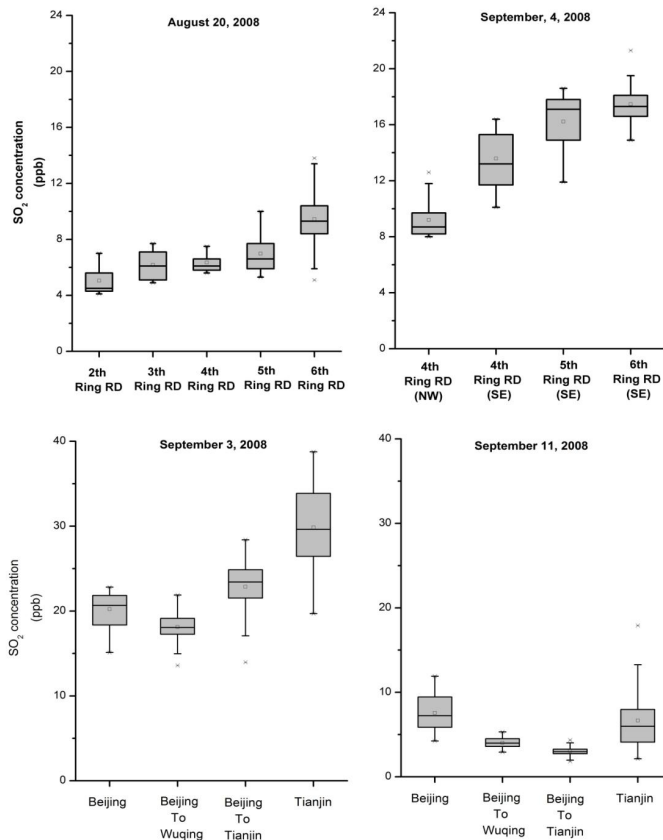 August 20, 2008
SO2 concentration
(ppb)
24
20
16
12
8
4
0
2th
Ring RD
3th
Ring RD
4th
Ring RD
5th
Ring RD
6th
Ring RD
September, 4, 2008
24
20
16
12
8
4
0
4th
Ring RD
(NW)
4th
Ring RD
(SE)
5th
Ring RD
(SE)
6th
Ring RD
(SE)
September 3, 2008
SO2 concentration
(ppb)
40
30
20
10
0
Beijing
Beijing
To
Wuqing
Beijing
To
Tianjin
Tianjin
September 11, 2008
40
30
20
10
0
Beijing
Beijing
To
Wuqing
Beijing
To
Tianjin
Tianjin